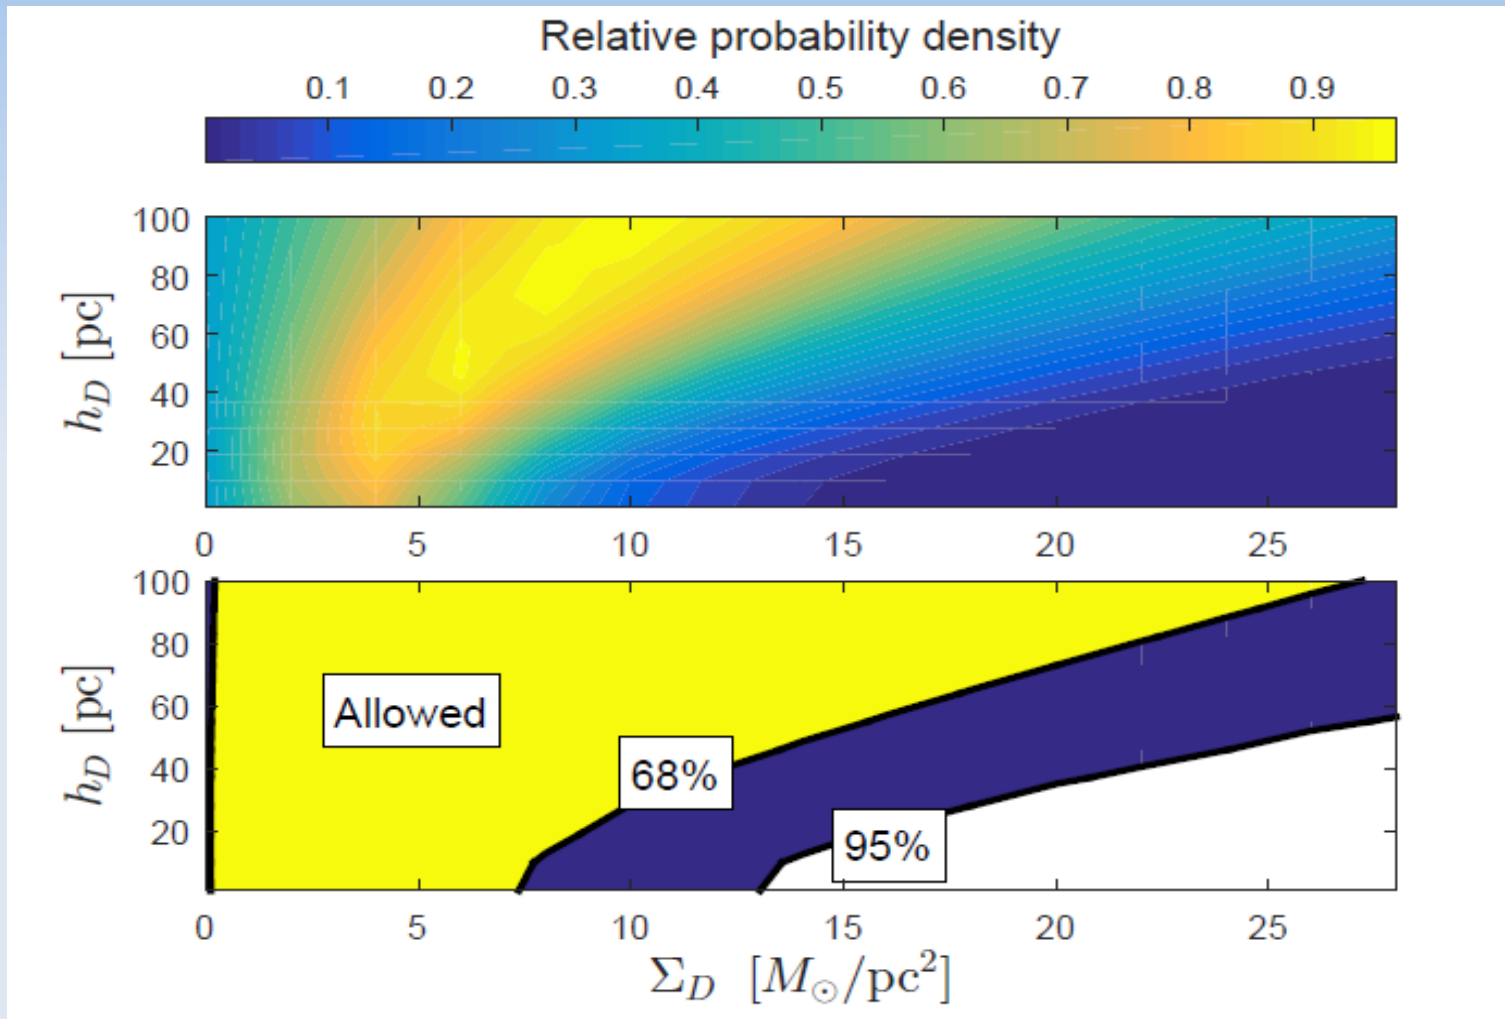 Relative probability density
0.1 0.2 0.3 0.4 0.5 0.6 0.7 0.8 0.9
100
80
60
40
20
h_D [pc]
0 5 10 15 20 25
100
80
60
40
20
h_D [pc]
Allowed
68%
95%
0 5 10 15 20 25
Σ_D [M_⊙/pc²]